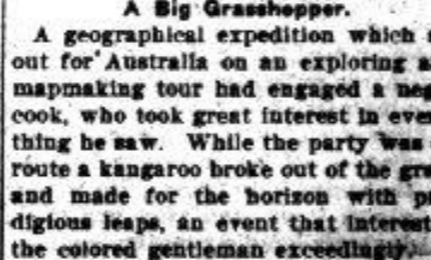 A Big Grasshopper.
A geographical expedition which
out for Australia on an exploring
mapmaking tour had engaged a
cook, who took great interest in
thing he saw. While the party was
route a kangaroo broke out of the
and made for the horizon with
digious leaps, an event that
the colored gentleman exceedingly.